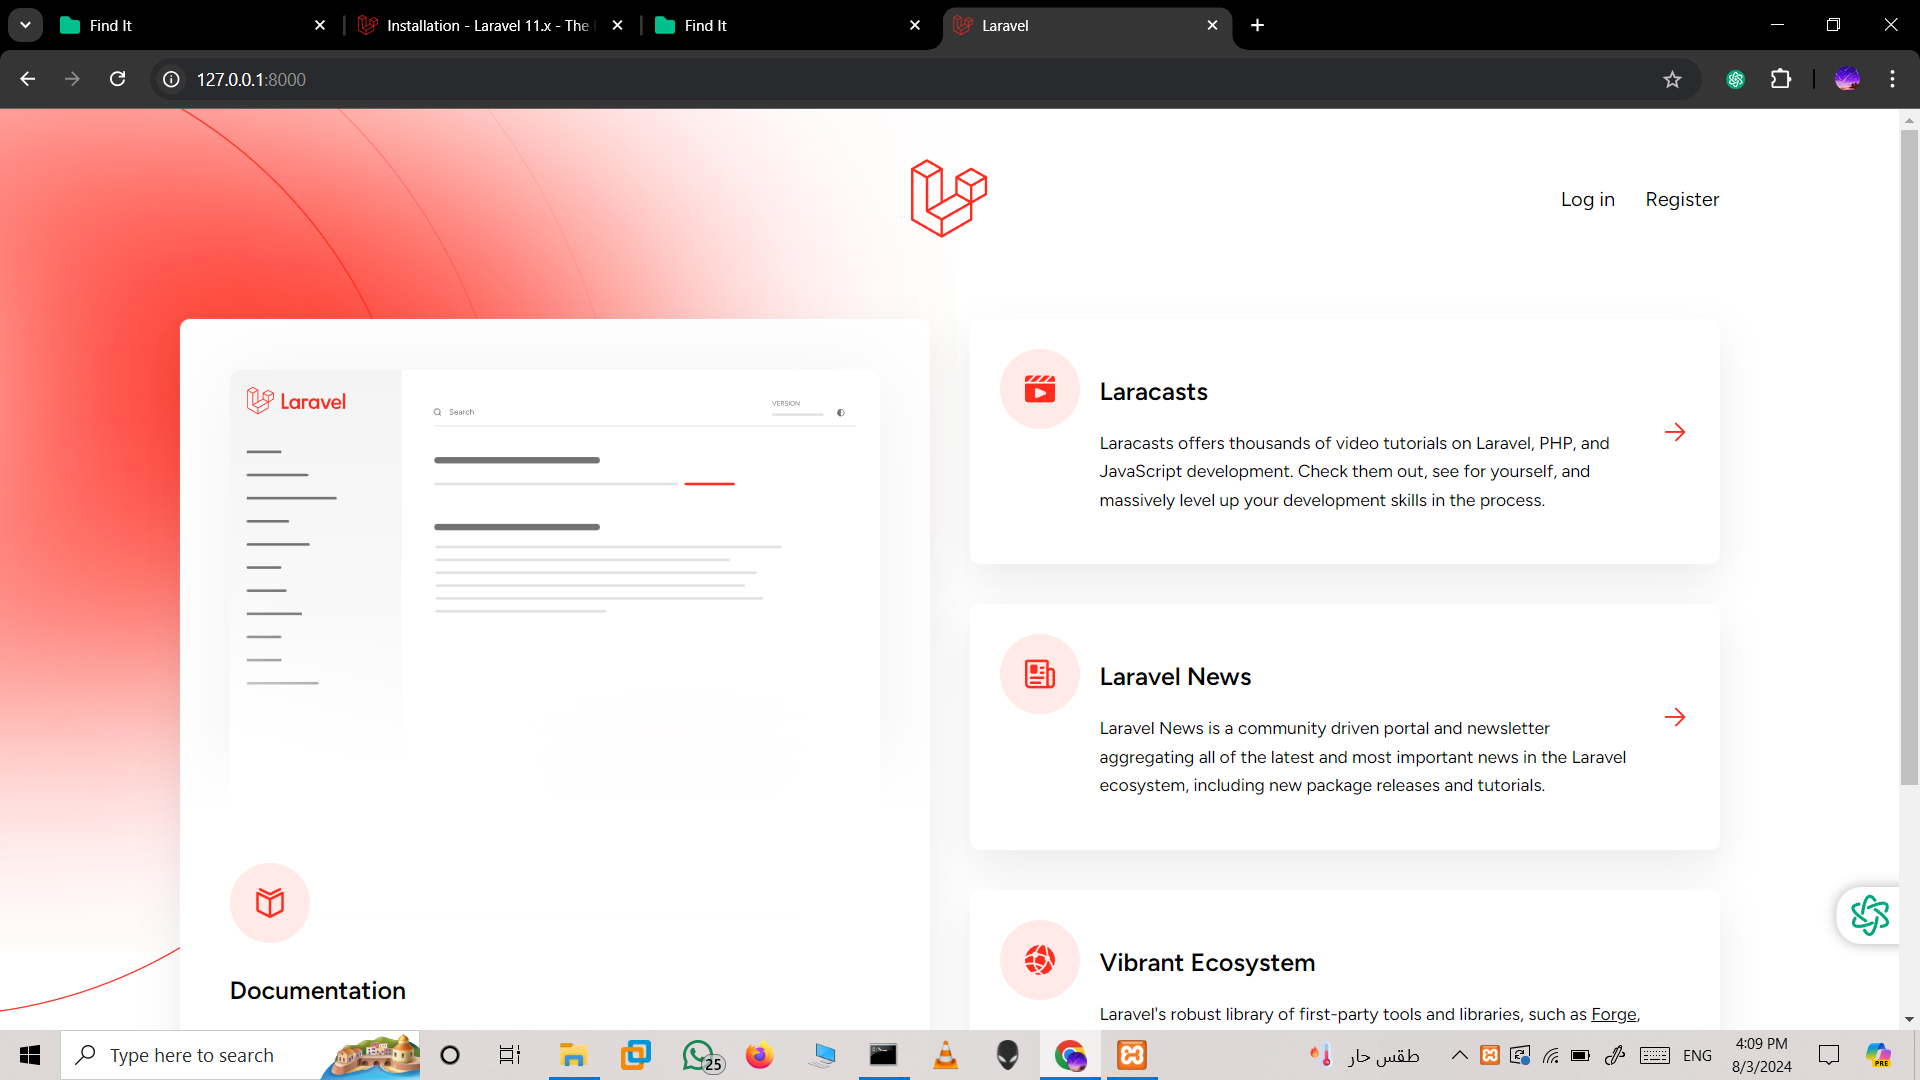 Find It
Installation - Laravel 11.x - The
Find It
Laravel
127.0.0.1:8000
Log in
Register
Laravel
Search
VERSION
Documentation
Laracasts
Laracasts offers thousands of video tutorials on Laravel, PHP, and
JavaScript development. Check them out, see for yourself, and
massively level up your development skills in the process.
Laravel News
Laravel News is a community driven portal and newsletter
aggregating all of the latest and most important news in the Laravel
ecosystem, including new package releases and tutorials.
Vibrant Ecosystem
Laravel's robust library of first-party tools and libraries, such as Forge,
Type here to search
25
طقس حار
ENG
4:09 PM
8/3/2024
PRE